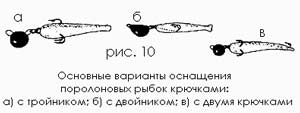 а
б
в
рис. 10
Основные варианты оснащения
поролоновых рыбок крючками:
а) с тройником; б) с двойником; в) с двумя крючками